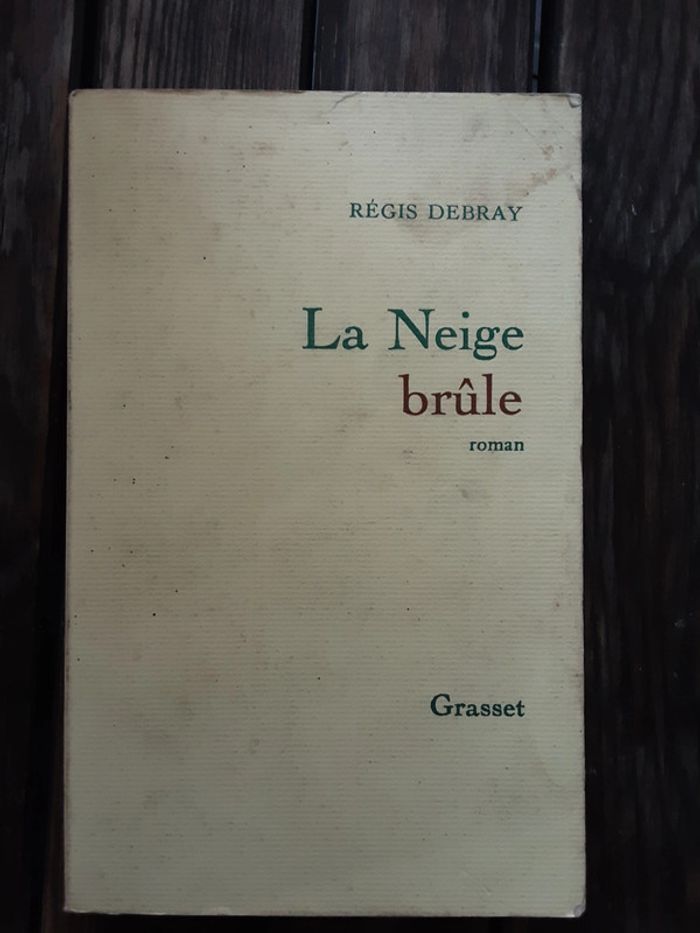 RÉGIS DEBRAY
La Neige
brûle
roman
Grasset